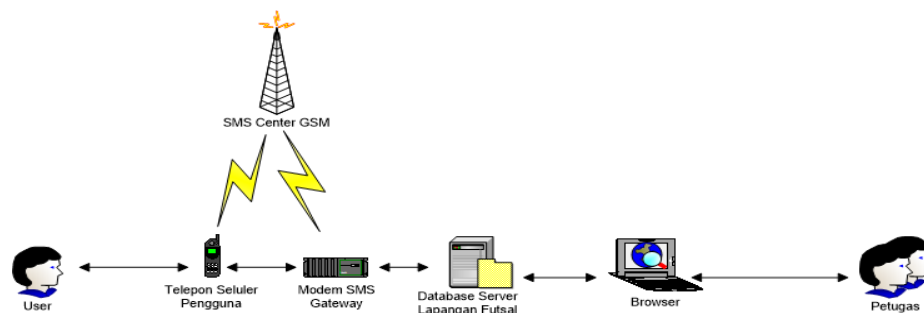 SMS Center GSM
User
Telepon Seluler
Pengguna
Modem SMS
Gateway
Database Server
Lapangan Futsal
Browser
Petugas